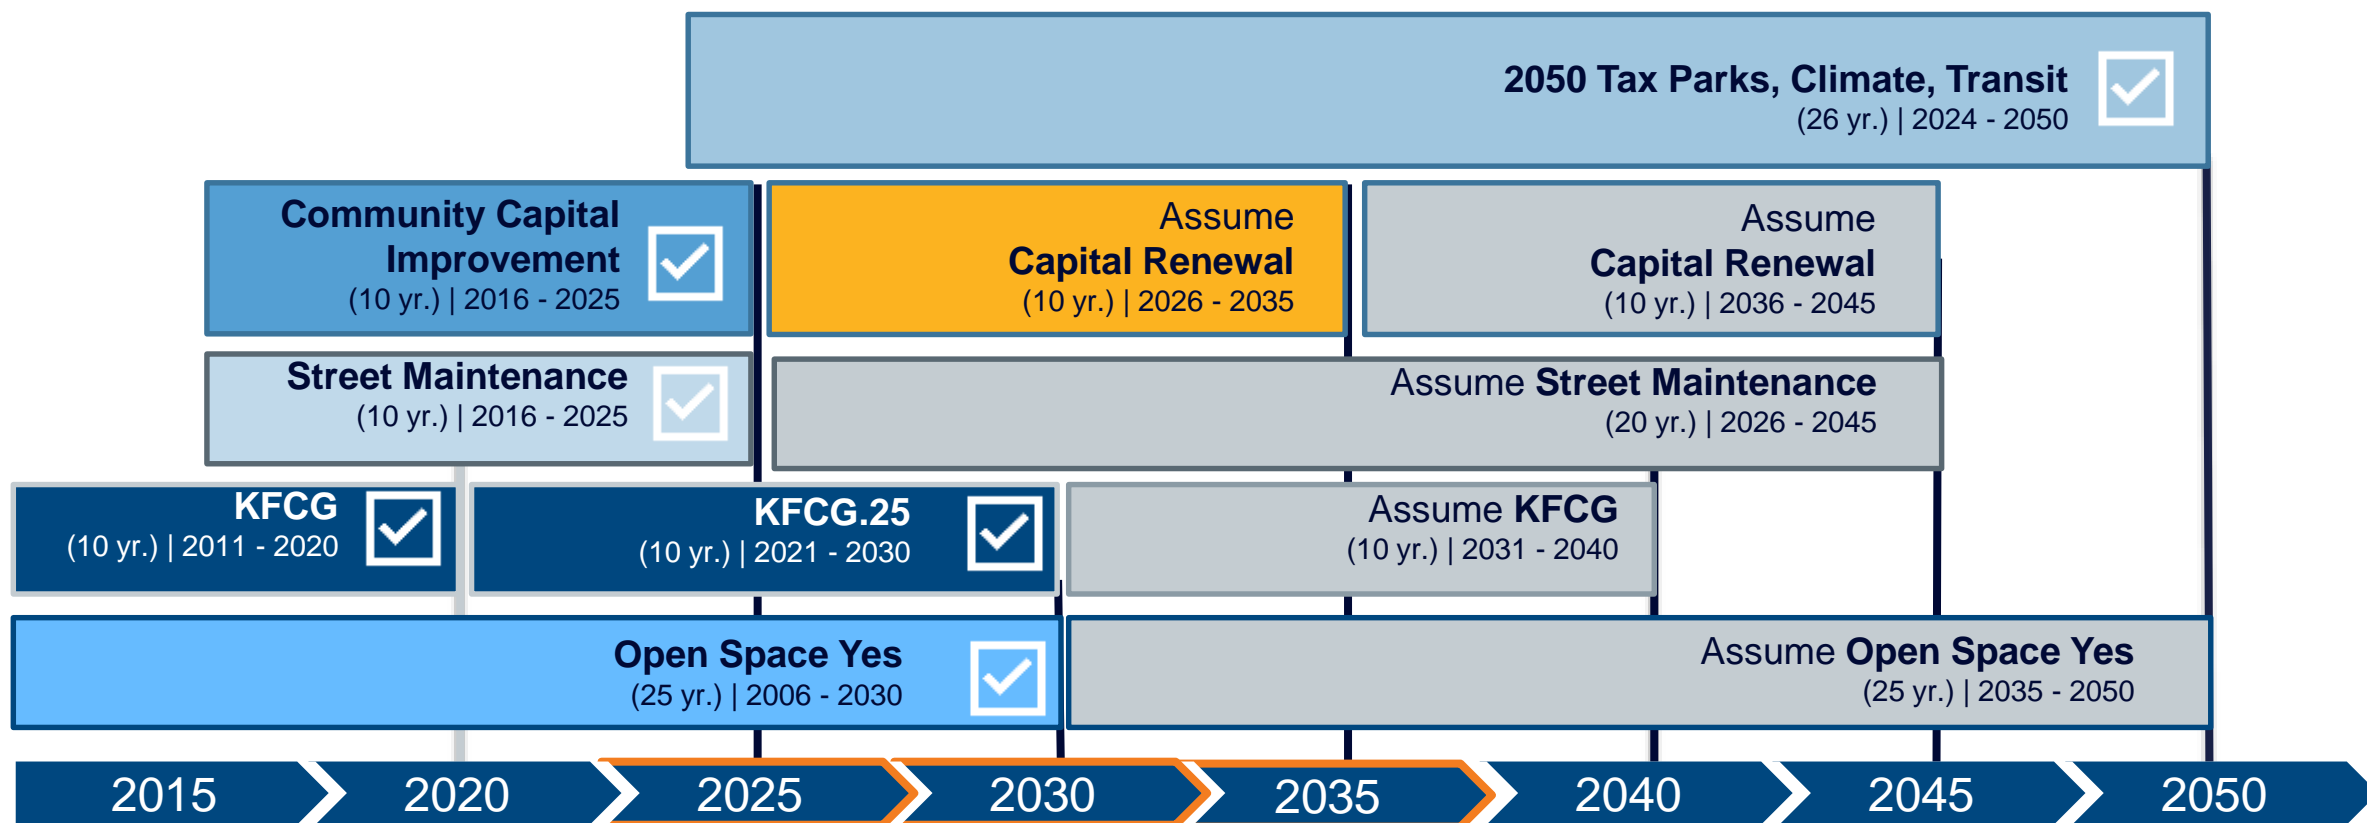 2050 Tax Parks, Climate, Transit
(26 yr.) | 2024 - 2050
Community Capital
Improvement
(10 yr.) | 2016 - 2025
Assume
Capital Renewal
(10 yr.) | 2026 - 2035
Assume
Capital Renewal
(10 yr.) | 2036 - 2045
Street Maintenance
(10 yr.) | 2016 - 2025
Assume Street Maintenance
(20 yr.) | 2026 - 2045
KFCG
(10 yr.) | 2011 - 2020
KFCG.25
(10 yr.) | 2021 - 2030
Assume KFCG
(10 yr.) | 2031 - 2040
Open Space Yes
(25 yr.) | 2006 - 2030
Assume Open Space Yes
(25 yr.) | 2035 - 2050
2015
2020
2025
2030
2035
2040
2045
2050